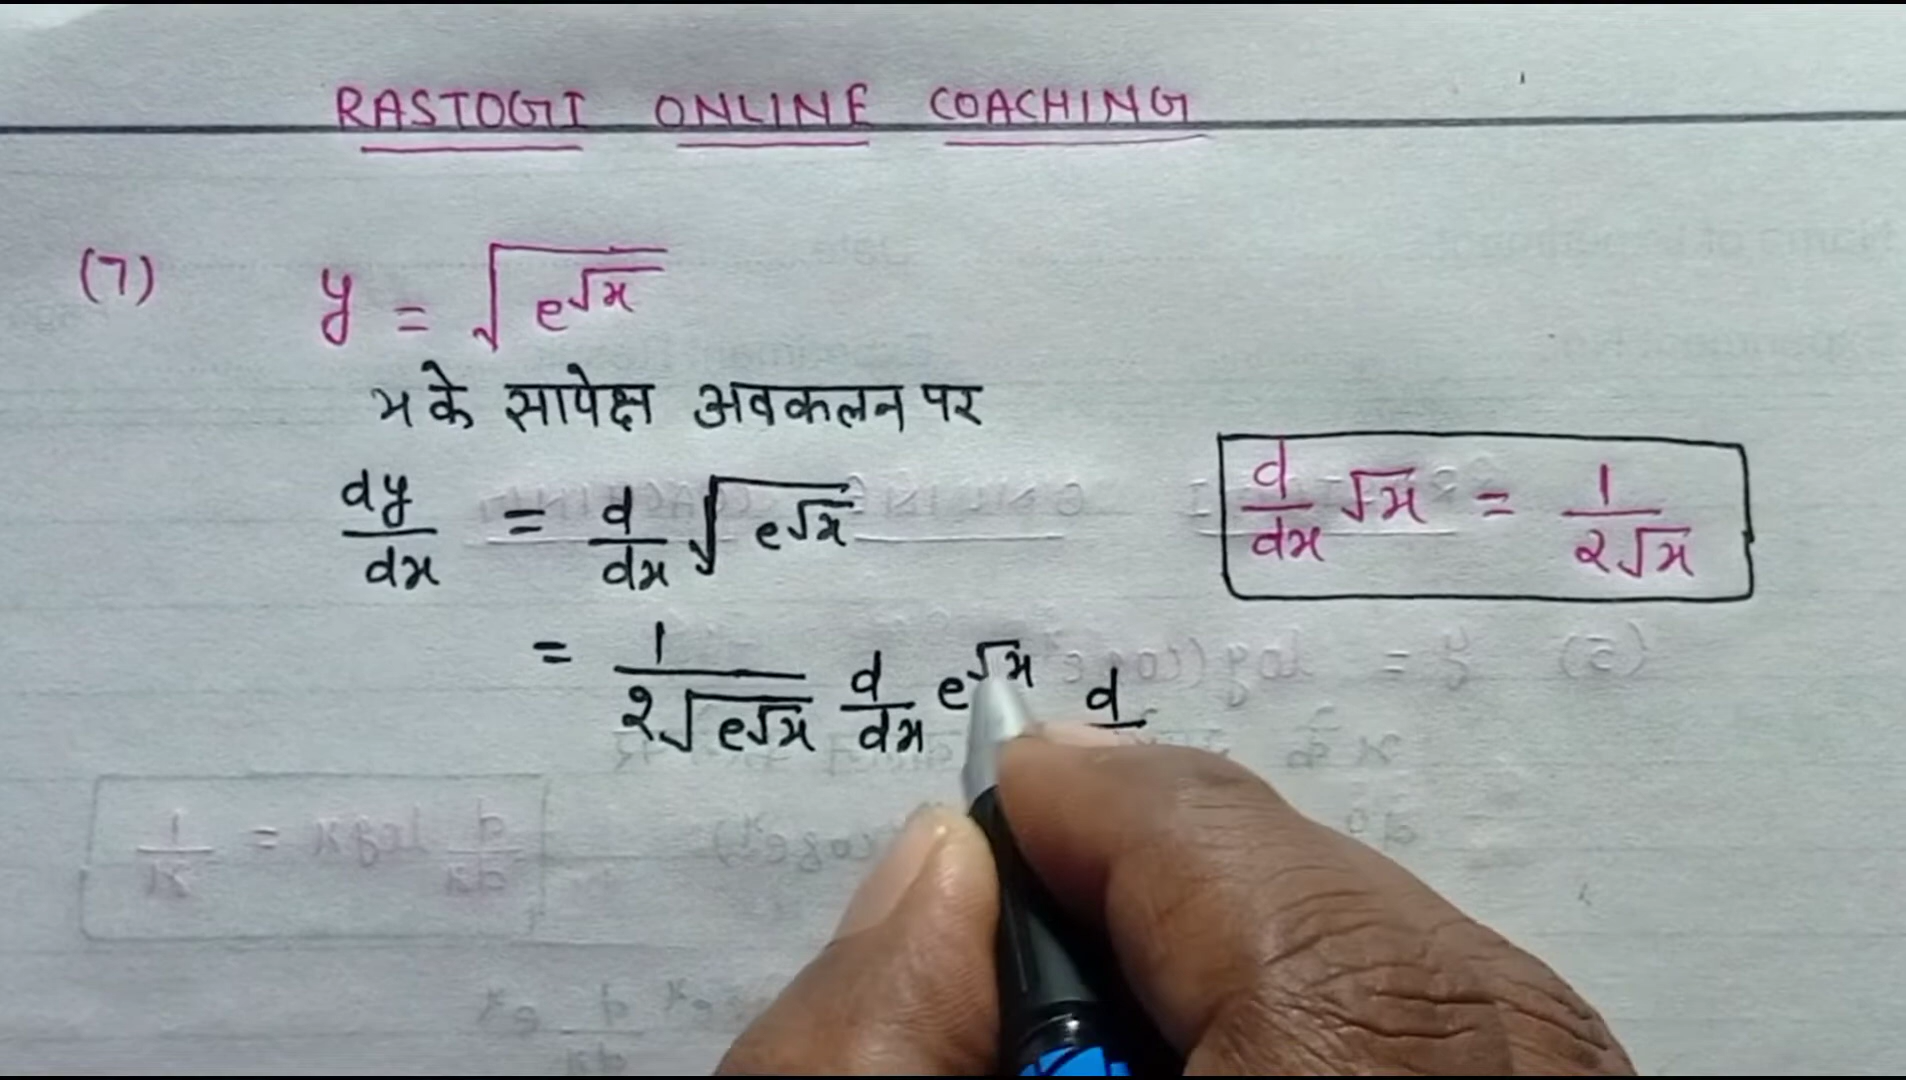 RASTOGI ONLINE COACHING
(7) y = √(e^√x)
x के सापेक्ष अवकलन पर
dy/dx = d/dx √(e^√x)
d/dx √x = 1/(2√x)
= 1/(2√(e^√x)) d/dx e^√x d